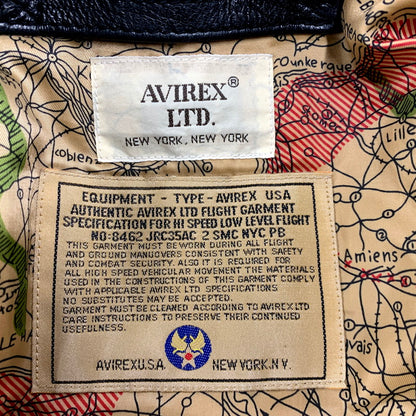 Dunkerque
AVIREX®
LTD.
NEW YORK, NEW YORK
Lill
Coblen
EQUIPMENT - TYPE - AVIREX USA
AUTHENTIC AVIREX LTD FLIGHT GARMENT
SPECIFICATION FOR HI SPEED LOW LEVEL FLIGHT
NO·8462 JRC35AC 2 SMC NYC PB
THIS GARMENT MUST BE WORN DURING ALL FLIGHT
AND GROUND MANUOVERS CONSISTENT WITH SAFETY
AND COMBAT SECURITY. ALSO IT IS REQUIRED FOR
ALL HIGH SPEED VEHICULAR MOVEMENT THE MATERIALS
USED IN THE CONSTRUCTIONS OF THIS GARMENT COMPLY
WITH APPLICABLE AVIREX LTD SPECIFICATIONS
NO SUBSTITUTES MAY BE ACCEPTED.
GARMENT MUST BE CLEANED ACCORDING TO AVIREX LTD
CARE INSTRUCTIONS TO PRESERVE THEIR CONTINUED
USEFULNESS.
AVIREX U.S.A. NEW YORK. N.Y.
Amiens
vais